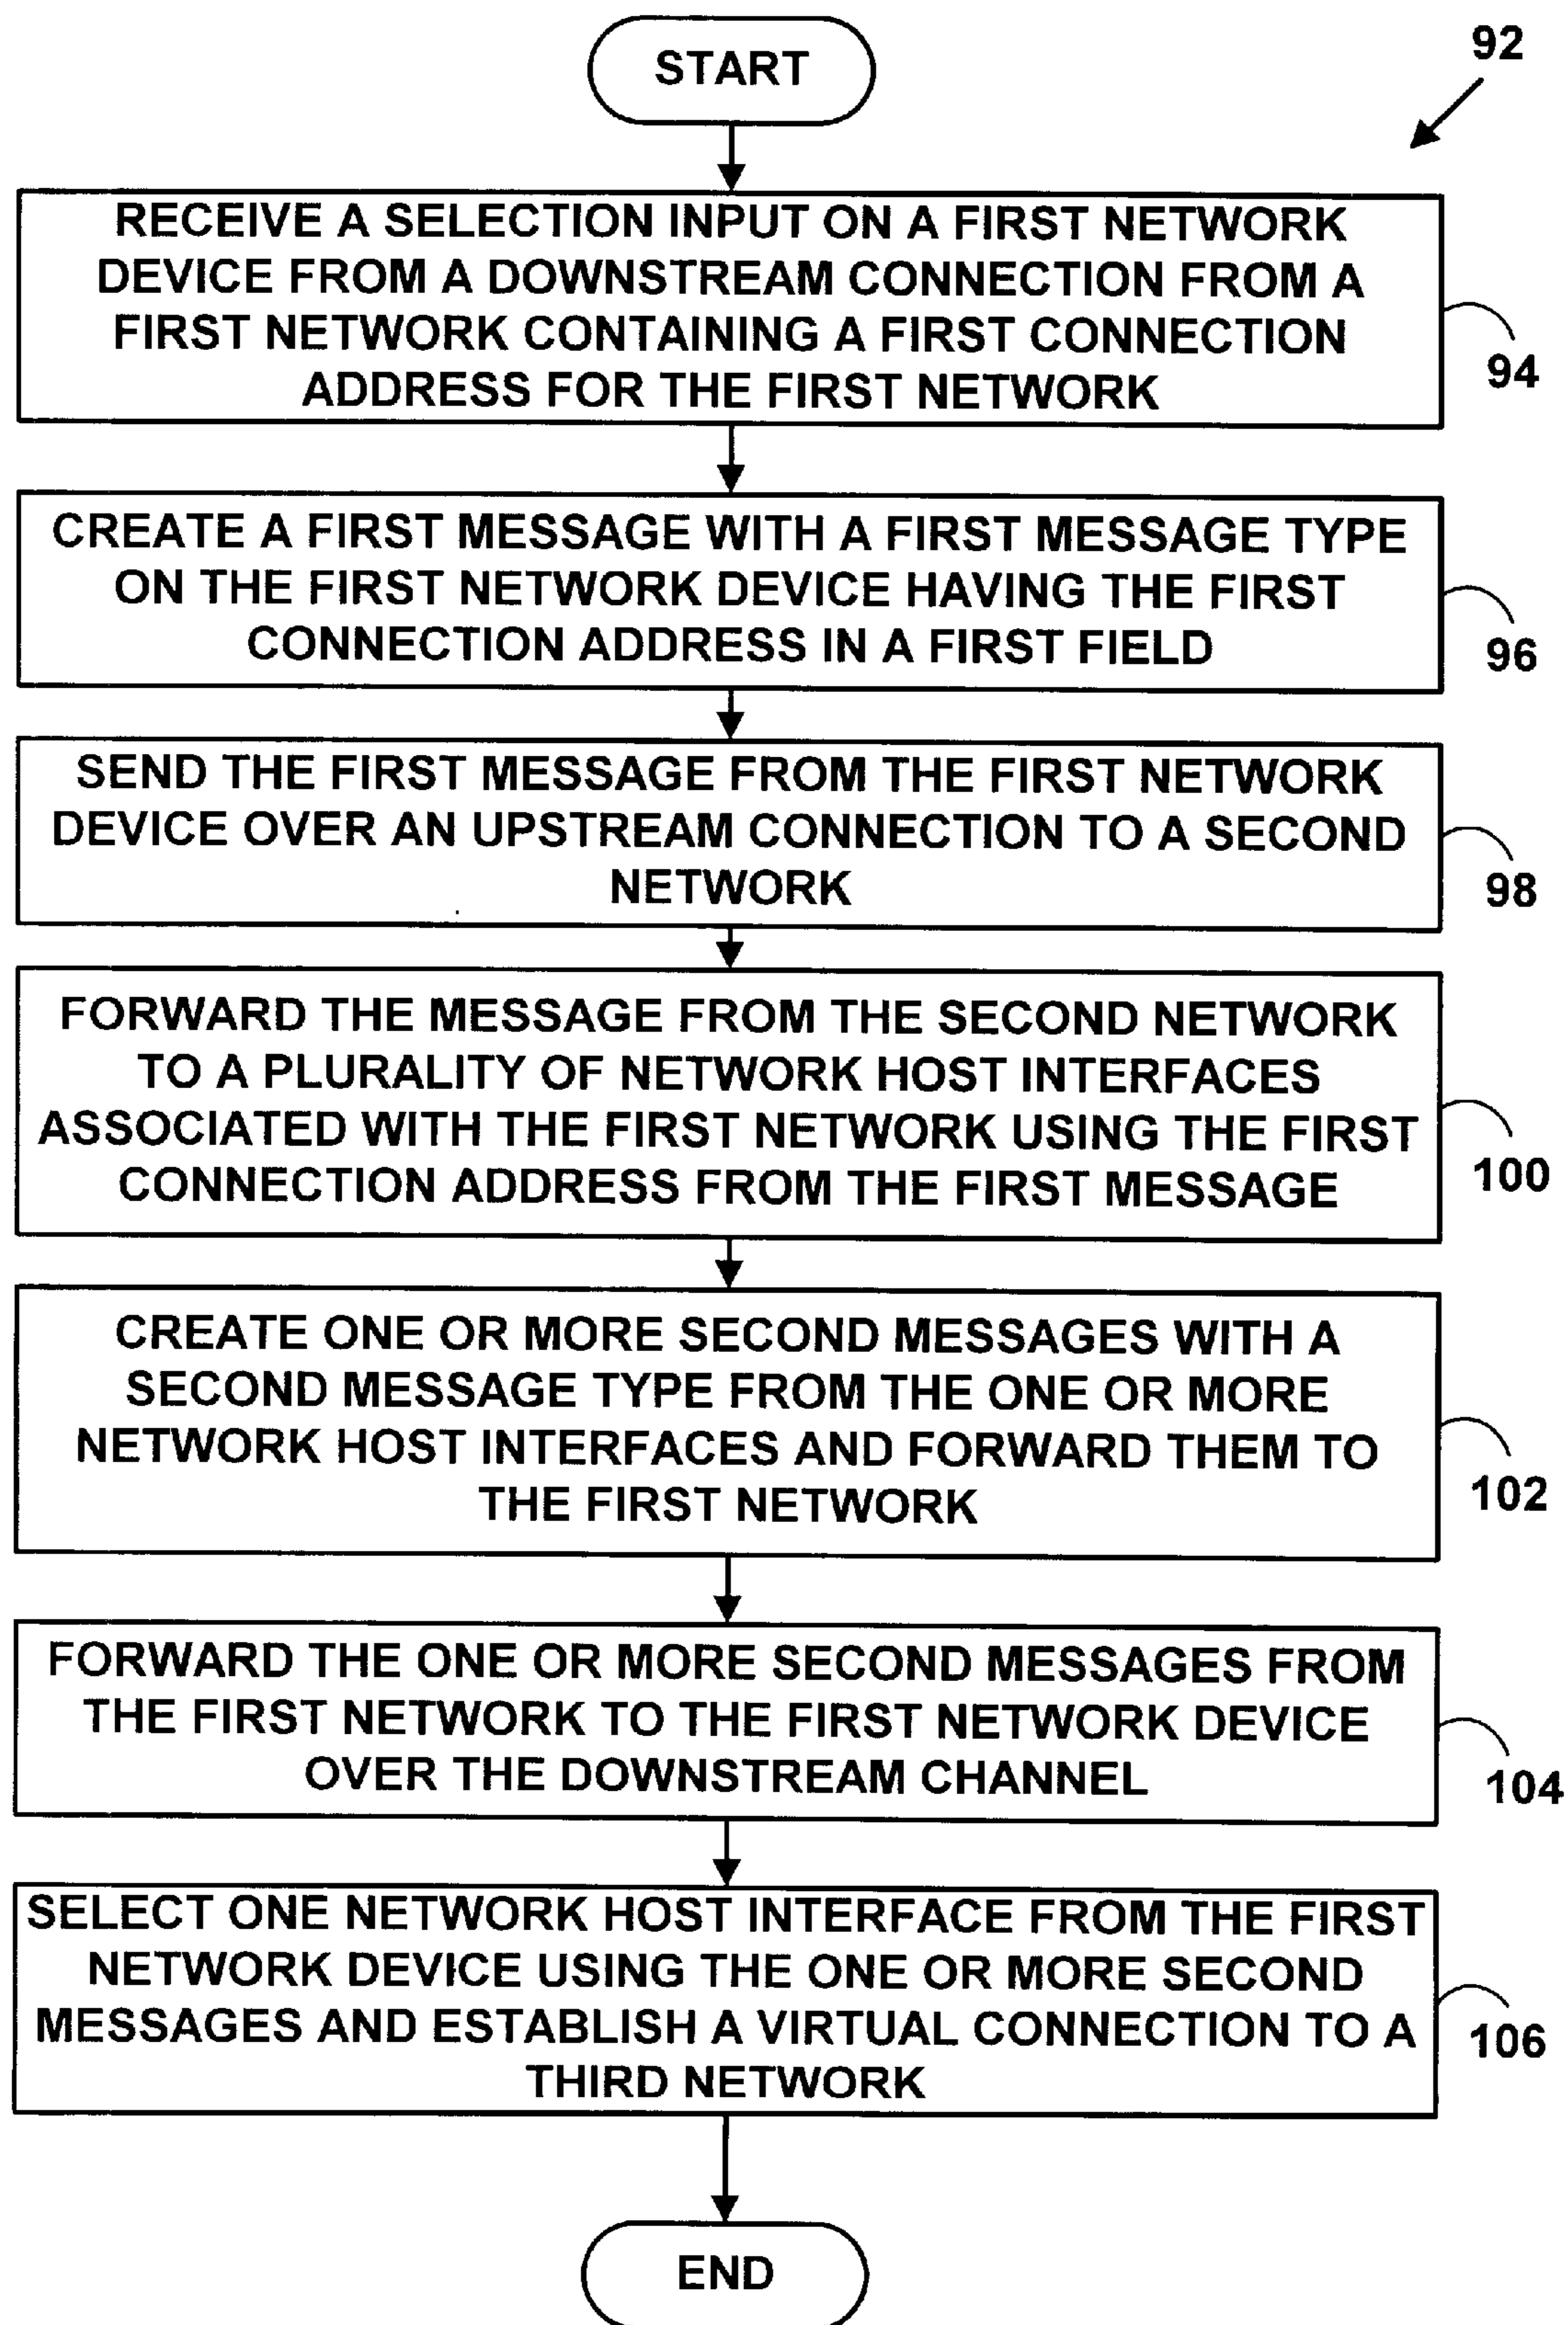 START
92
RECEIVE A SELECTION INPUT ON A FIRST NETWORK
DEVICE FROM A DOWNSTREAM CONNECTION FROM A
FIRST NETWORK CONTAINING A FIRST CONNECTION
ADDRESS FOR THE FIRST NETWORK
94
CREATE A FIRST MESSAGE WITH A FIRST MESSAGE TYPE
ON THE FIRST NETWORK DEVICE HAVING THE FIRST
CONNECTION ADDRESS IN A FIRST FIELD
96
SEND THE FIRST MESSAGE FROM THE FIRST NETWORK
DEVICE OVER AN UPSTREAM CONNECTION TO A SECOND
NETWORK
98
FORWARD THE MESSAGE FROM THE SECOND NETWORK
TO A PLURALITY OF NETWORK HOST INTERFACES
ASSOCIATED WITH THE FIRST NETWORK USING THE FIRST
CONNECTION ADDRESS FROM THE FIRST MESSAGE
100
CREATE ONE OR MORE SECOND MESSAGES WITH A
SECOND MESSAGE TYPE FROM THE ONE OR MORE
NETWORK HOST INTERFACES AND FORWARD THEM TO
THE FIRST NETWORK
102
FORWARD THE ONE OR MORE SECOND MESSAGES FROM
THE FIRST NETWORK TO THE FIRST NETWORK DEVICE
OVER THE DOWNSTREAM CHANNEL
104
SELECT ONE NETWORK HOST INTERFACE FROM THE FIRST
NETWORK DEVICE USING THE ONE OR MORE SECOND
MESSAGES AND ESTABLISH A VIRTUAL CONNECTION TO A
THIRD NETWORK
106
END